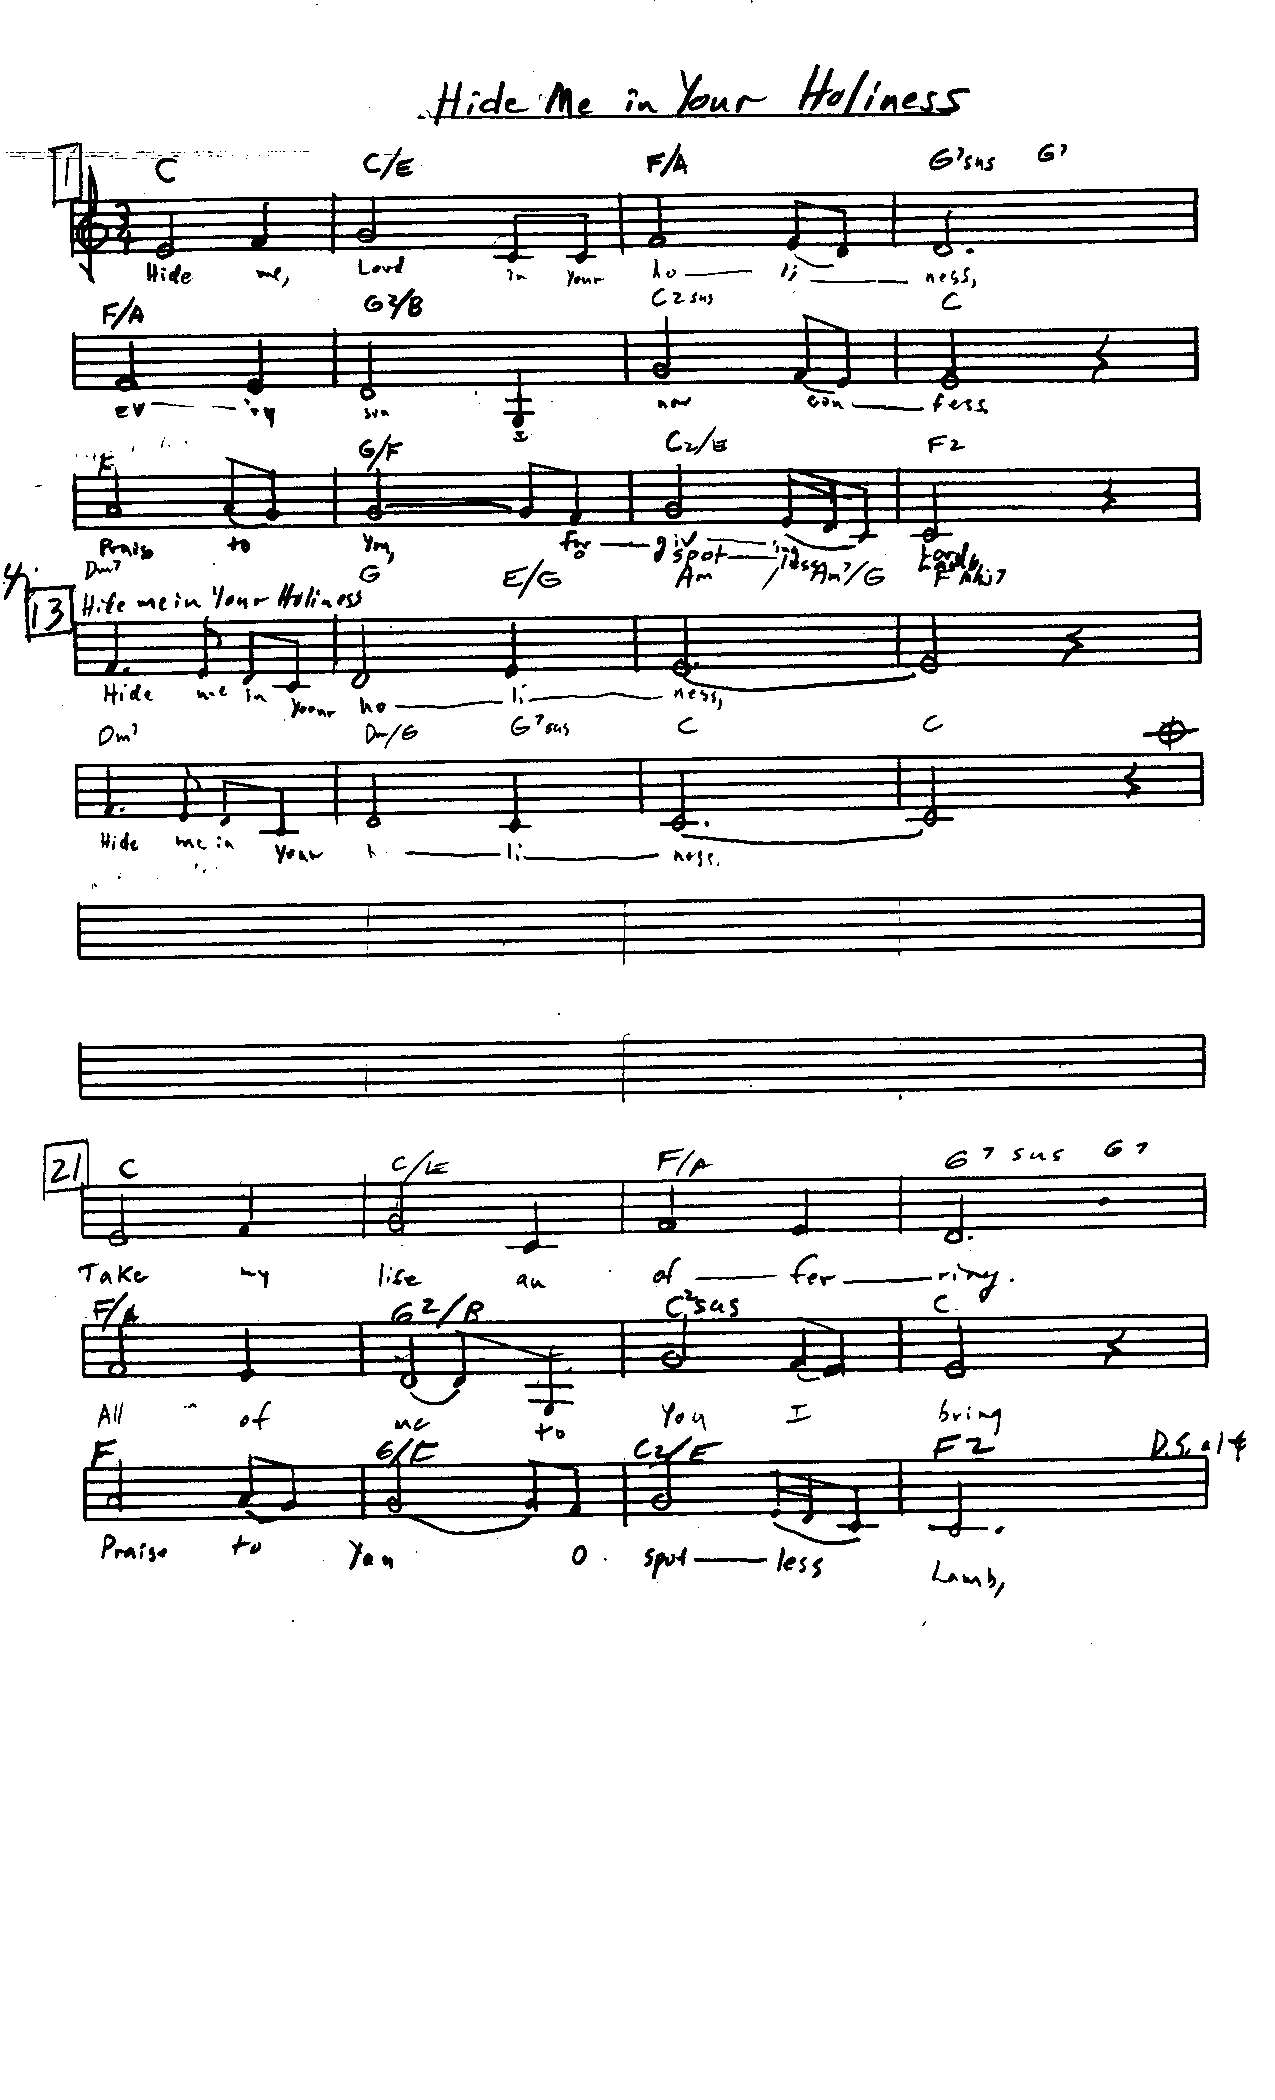 Hide Me in Your Holiness
1 C C/E F/A G7sus G7
3
4
Hide me, Lord in Your ho — li — ness,
F/A G2/B C2sus C
ev — 'ry sin I now con — fess
F G/F C2/E F2
Praise to You, for — giv — ing Lord,
O spot — less Lamb,
Dm7 G E/G Am Am7/G F Maj7
13 Hide me in Your Holiness
Hide me in Your ho — li — ness,
Dm7 Dm/G G7sus C C
Hide me in Your h — li — ness.
21 C C/E F/A G7 sus G7
Take my life an of — fer — ring.
F/A G2/B C2sus C
All of me to You I bring
F G/F C2/E F2 D.S. al
Praise to You O spot — less Lamb,